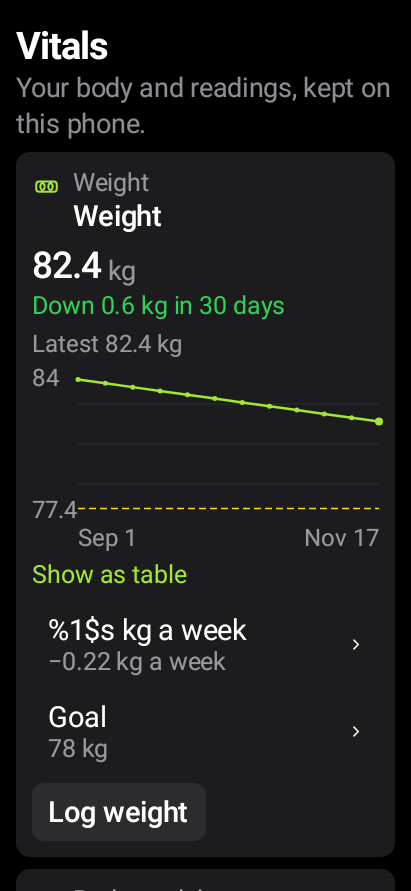 Vitals
Your body and readings, kept on
this phone.
Weight
Weight
82.4 kg
Down 0.6 kg in 30 days
Latest 82.4 kg
84
77.4
Sep 1
Nov 17
Show as table
%1$s kg a week
−0.22 kg a week
Goal
78 kg
Log weight